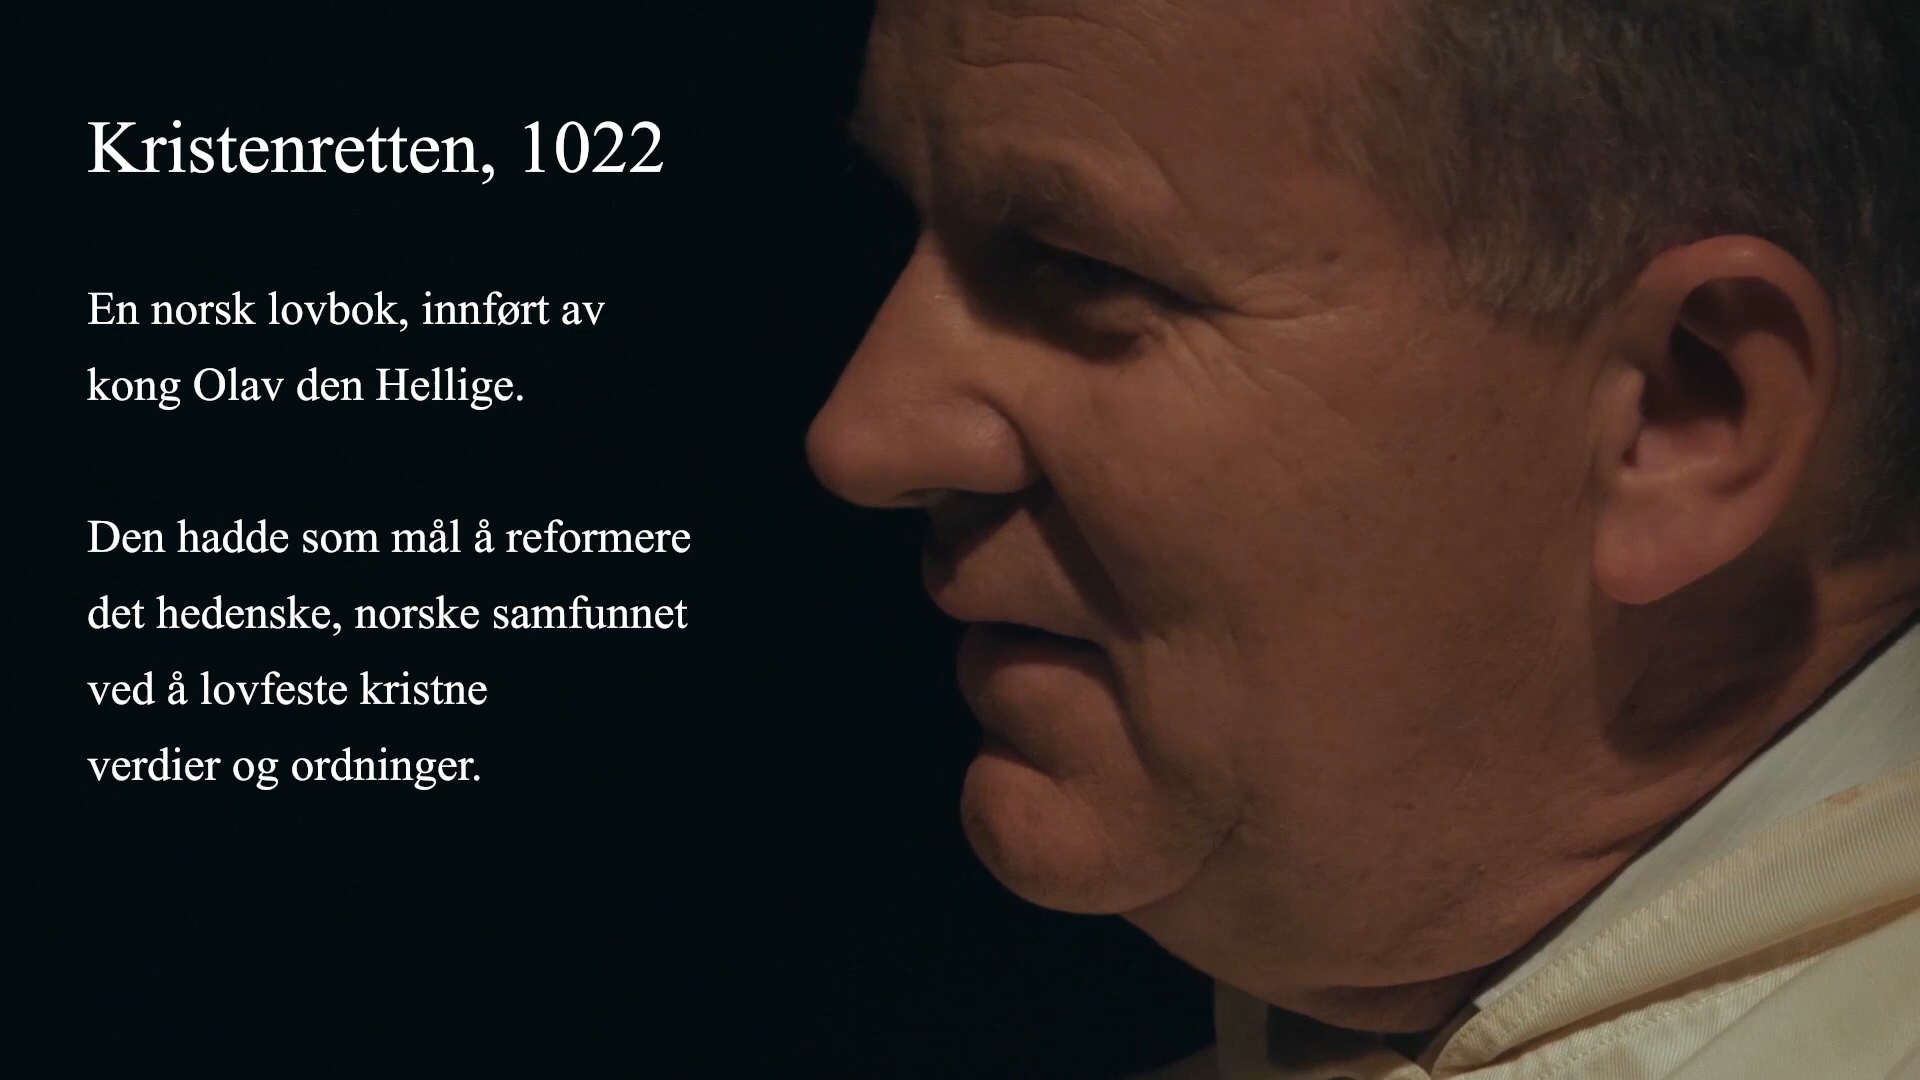 Kristenretten, 1022
En norsk lovbok, innført av
kong Olav den Hellige.
Den hadde som mål å reformere
det hedenske, norske samfunnet
ved å lovfeste kristne
verdier og ordninger.